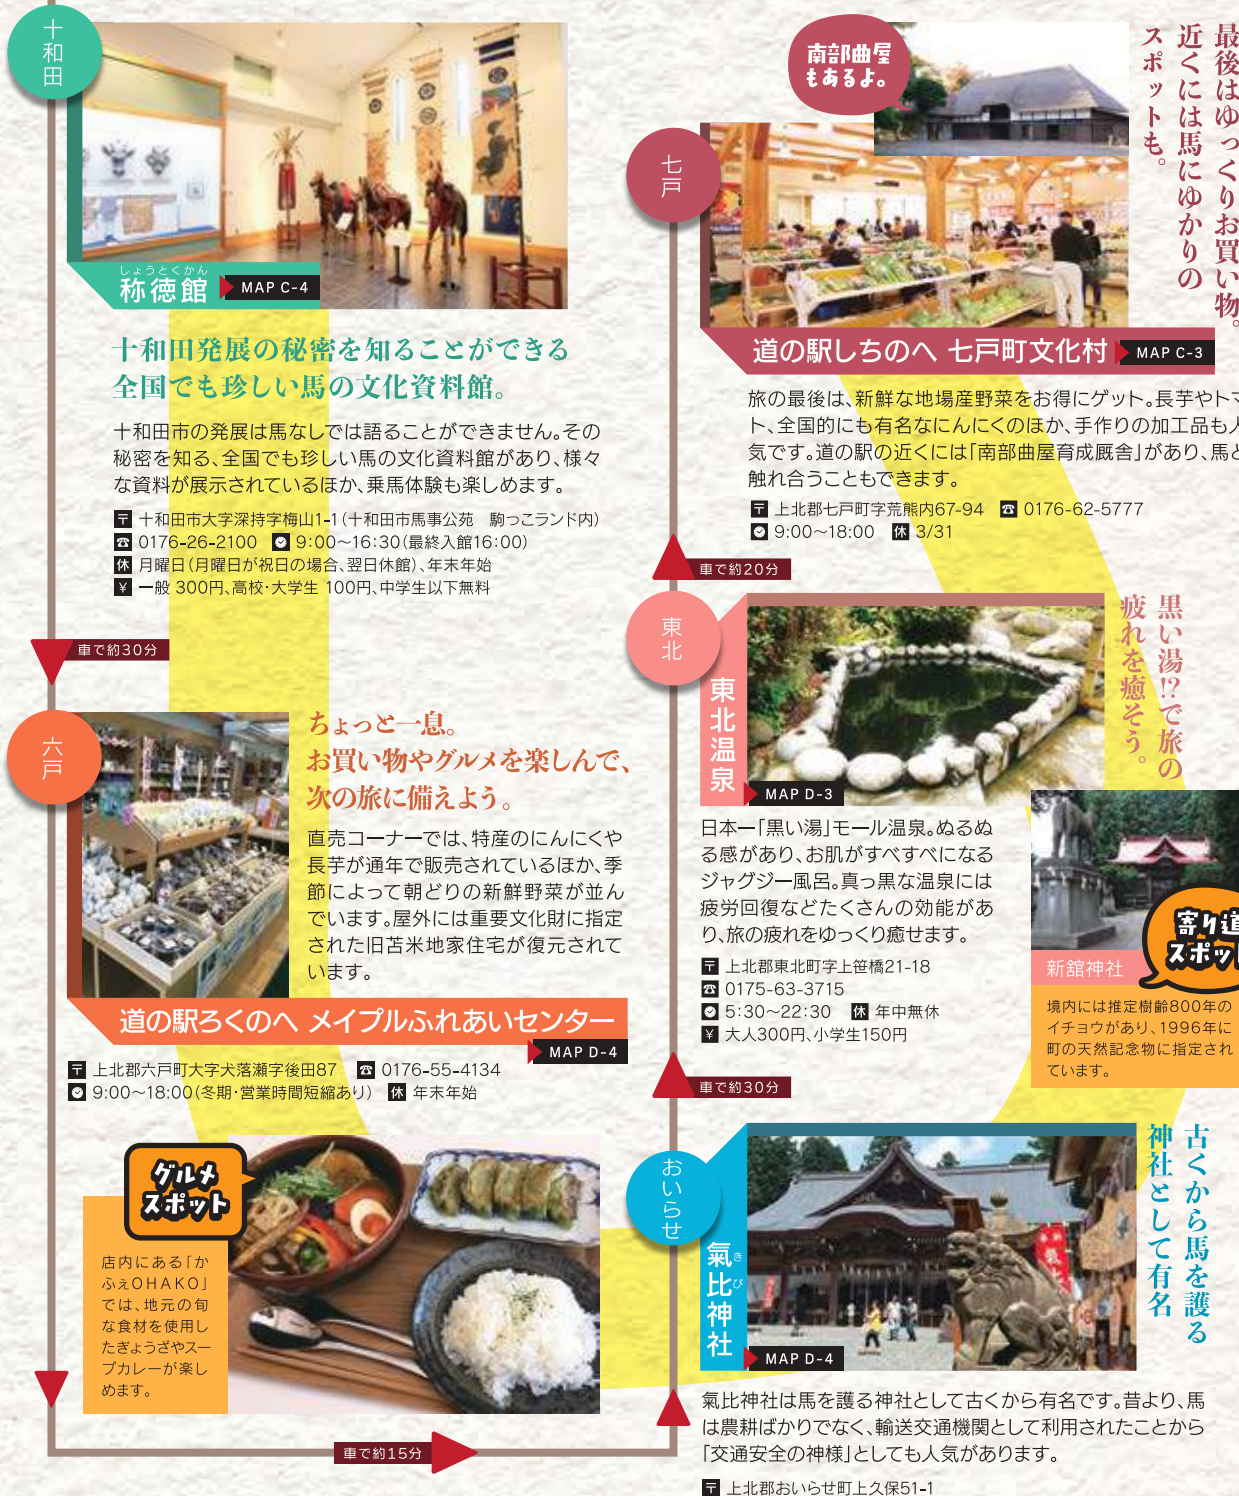 十和田
しょうとくかん
称徳館
MAP C-4
十和田発展の秘密を知ることができる
全国でも珍しい馬の文化資料館。
十和田市の発展は馬なしでは語ることができません。その
秘密を知る、全国でも珍しい馬の文化資料館があり、様々
な資料が展示されているほか、乗馬体験も楽しめます。
〒 十和田市大字深持字梅山1-1(十和田市馬事公苑 駒っこランド内)
☎ 0176-26-2100 9:00～16:30(最終入館16:00)
休 月曜日(月曜日が祝日の場合、翌日休館)、年末年始
¥ 一般 300円、高校・大学生 100円、中学生以下無料
車で約30分
六戸
ちょっと一息。
お買い物やグルメを楽しんで、
次の旅に備えよう。
直売コーナーでは、特産のにんにくや
長芋が通年で販売されているほか、季
節によって朝どりの新鮮野菜が並ん
でいます。屋外には重要文化財に指定
された旧苫米地家住宅が復元されて
います。
道の駅ろくのへ メイプルふれあいセンター
MAP D-4
〒 上北郡六戸町大字犬落瀬字後田87 ☎ 0176-55-4134
9:00～18:00(冬期・営業時間短縮あり) 休 年末年始
グルメ
スポット
店内にある「か
ふぇOHAKO」
では、地元の旬
な食材を使用し
たぎょうざやスー
プカレーが楽し
めます。
車で約15分
おいらせ
氣比神社
きび
MAP D-4
古くから馬を護る
神社として有名
氣比神社は馬を護る神社として古くから有名です。昔より、馬
は農耕ばかりでなく、輸送交通機関として利用されたことから
「交通安全の神様」としても人気があります。
〒 上北郡おいらせ町上久保51-1
車で約30分
東北
東北温泉
MAP D-3
黒い湯!?で旅の
疲れを癒そう。
日本一「黒い湯」モール温泉。ぬるぬ
る感があり、お肌がすべすべになる
ジャグジー風呂。真っ黒な温泉には
疲労回復などたくさんの効能があ
り、旅の疲れをゆっくり癒せます。
〒 上北郡東北町字上笹橋21-18
☎ 0175-63-3715
5:30～22:30 休 年中無休
¥ 大人300円、小学生150円
寄り道
スポット
新舘神社
境内には推定樹齢800年の
イチョウがあり、1996年に
町の天然記念物に指定され
ています。
車で約20分
七戸
南部曲屋
もあるよ。
最後はゆっくりお買い物。
近くには馬にゆかりの
スポットも。
道の駅しちのへ 七戸町文化村
MAP C-3
旅の最後は、新鮮な地場産野菜をお得にゲット。長芋やトマ
ト、全国的にも有名なにんにくのほか、手作りの加工品も人
気です。道の駅の近くには「南部曲屋育成厩舎」があり、馬と
触れ合うこともできます。
〒 上北郡七戸町字荒熊内67-94 ☎ 0176-62-5777
9:00～18:00 休 3/31